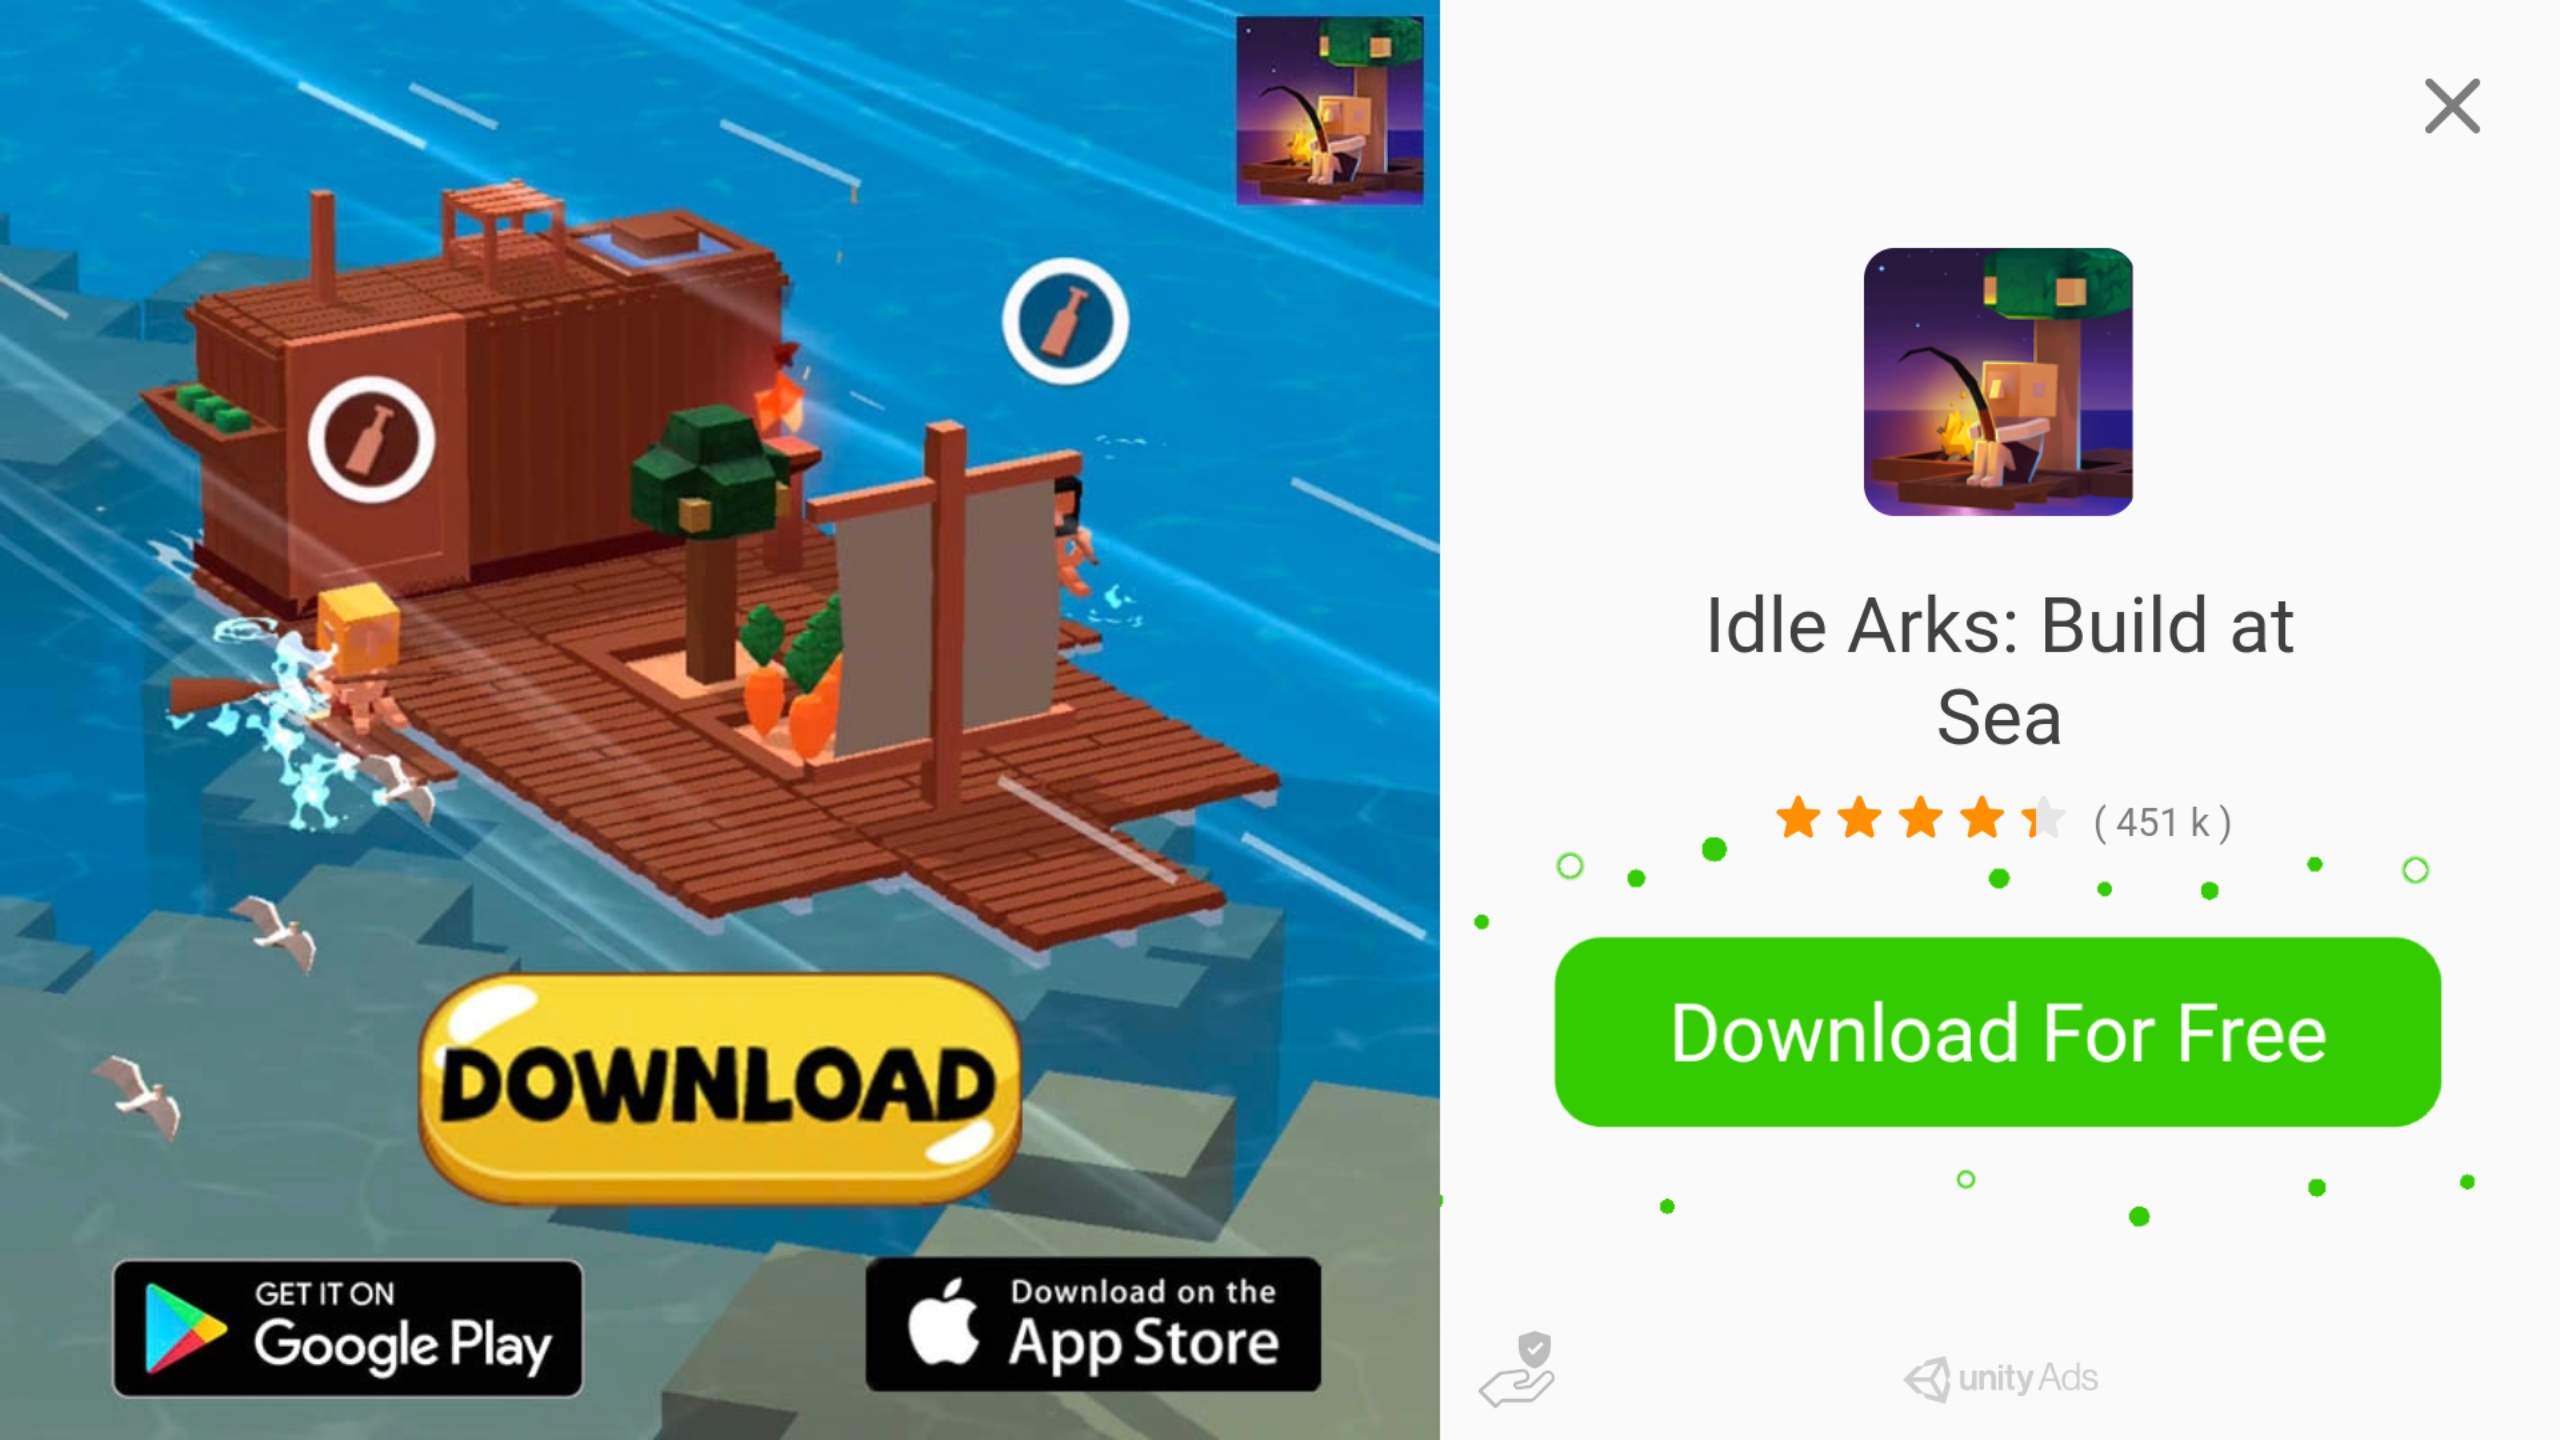 DOWNLOAD
GET IT ON
Google Play
Download on the
App Store
Idle Arks: Build at
Sea
( 451 k )
Download For Free
unity Ads